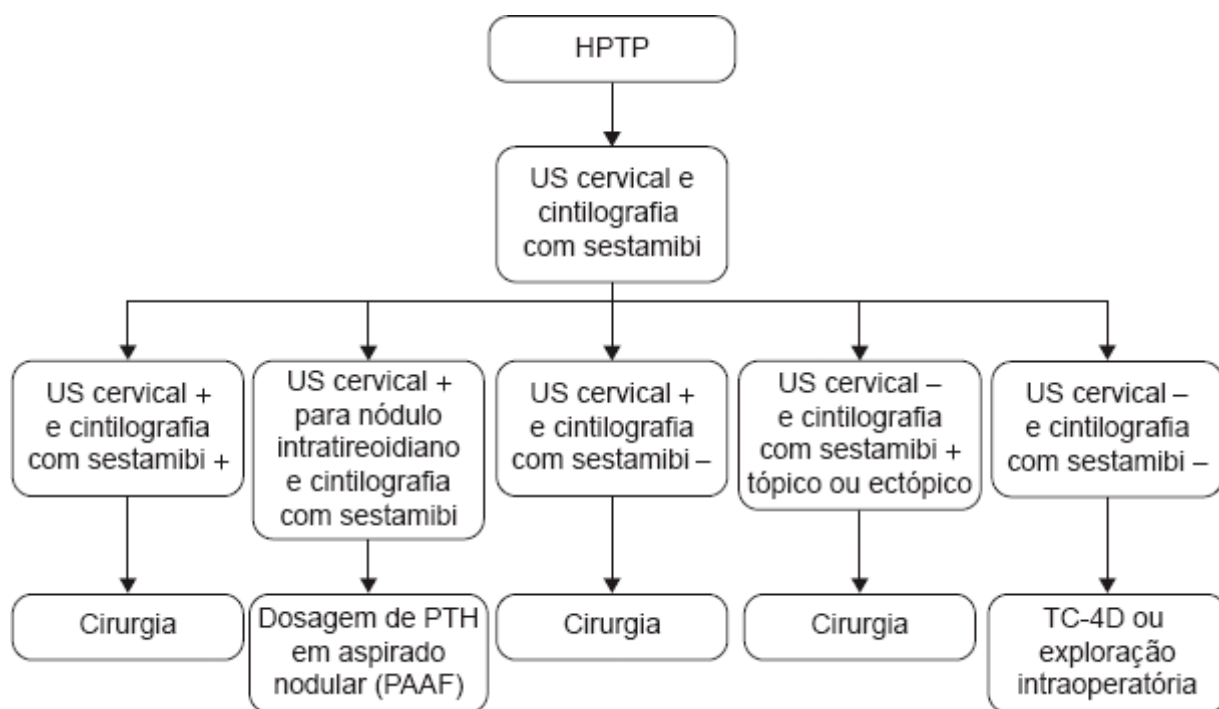 HPTP
US cervical e
cintilografia
com sestamibi
US cervical +
e cintilografia
com sestamibi +
US cervical +
para nódulo
intratireoidiano
e cintilografia
com sestamibi
US cervical +
e cintilografia
com sestamibi –
US cervical –
e cintilografia
com sestamibi +
tópico ou ectópico
US cervical –
e cintilografia
com sestamibi –
Cirurgia
Dosagem de PTH
em aspirado
nodular (PAAF)
Cirurgia
Cirurgia
TC-4D ou
exploração
intraoperatória